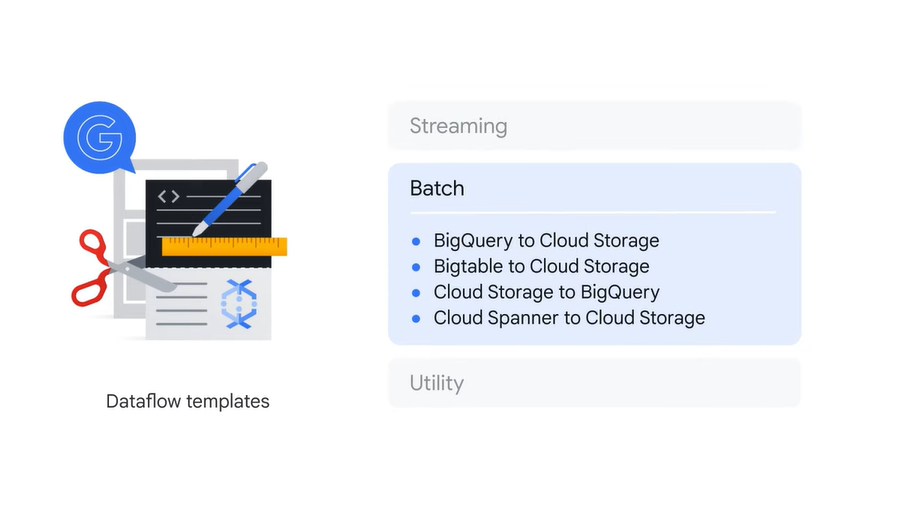 G
Streaming
Batch
BigQuery to Cloud Storage
Bigtable to Cloud Storage
Cloud Storage to BigQuery
Cloud Spanner to Cloud Storage
Utility
Dataflow templates